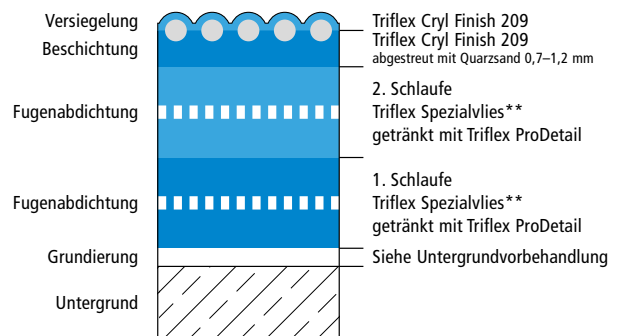 Versiegelung
Beschichtung
Fugenabdichtung
Fugenabdichtung
Grundierung
Untergrund
Triflex Cryl Finish 209
Triflex Cryl Finish 209
abgestreut mit Quarzsand 0,7–1,2 mm
2. Schlaufe
Triflex Spezialvlies**
getränkt mit Triflex ProDetail
1. Schlaufe
Triflex Spezialvlies**
getränkt mit Triflex ProDetail
Siehe Untergrundvorbehandlung